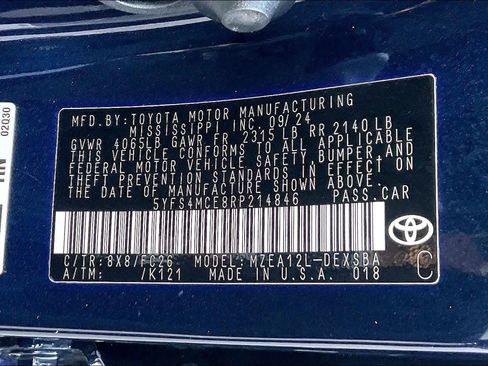 MFD.BY:TOYOTA MOTOR MANUFACTURING
MISSISSIPPI INC. 09/24
GVWR 4065LB GAWR FR 2315 LB RR 2140 LB
THIS VEHICLE CONFORMS TO ALL APPLICABLE
FEDERAL MOTOR VEHICLE SAFETY, BUMPER,AND
THEFT PREVENTION STANDARDS IN EFFECT ON
THE DATE OF MANUFACTURE SHOWN ABOVE.
5YFS4MCE8RP214846 PASS.CAR
C/TR:8X8/FC26 MODEL:MZEA12L-DEXSBA
A/TM: /K121 MADE IN U.S.A. 018
C
02Q30